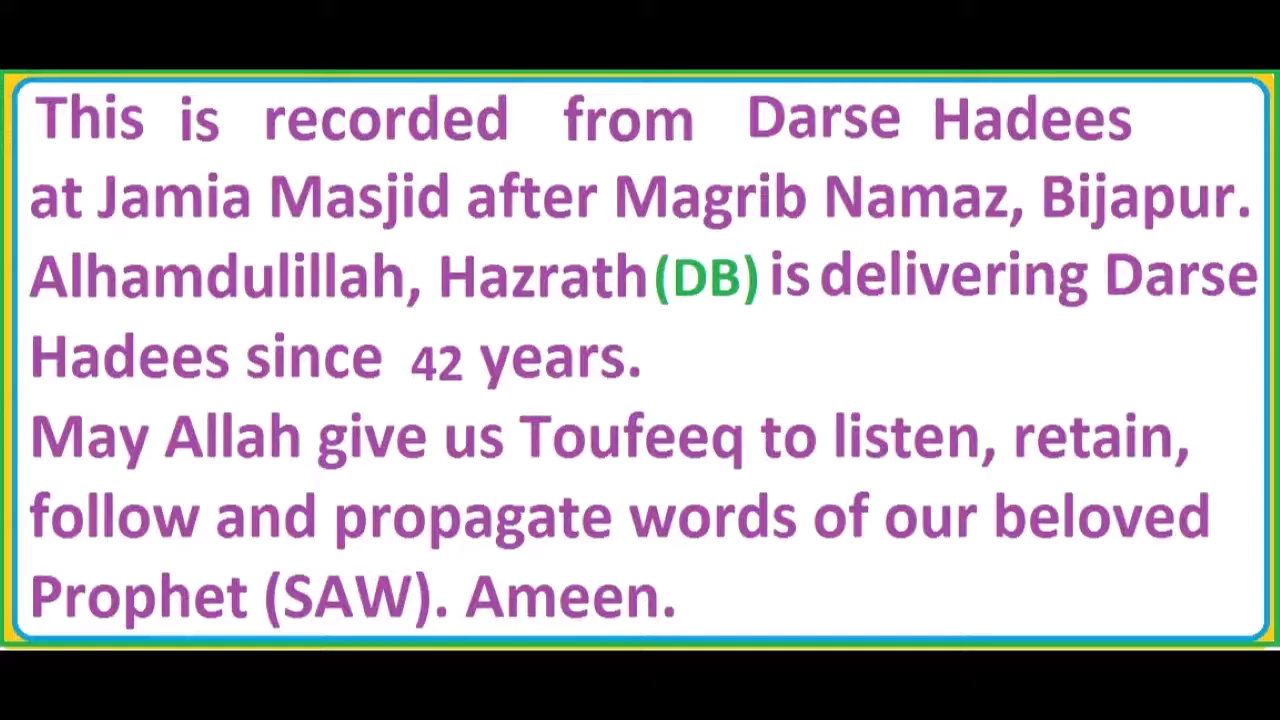 This is recorded from Darse Hadees
at Jamia Masjid after Magrib Namaz, Bijapur.
Alhamdulillah, Hazrath(DB) is delivering Darse
Hadees since 42 years.
May Allah give us Toufeeq to listen, retain,
follow and propagate words of our beloved
Prophet (SAW). Ameen.